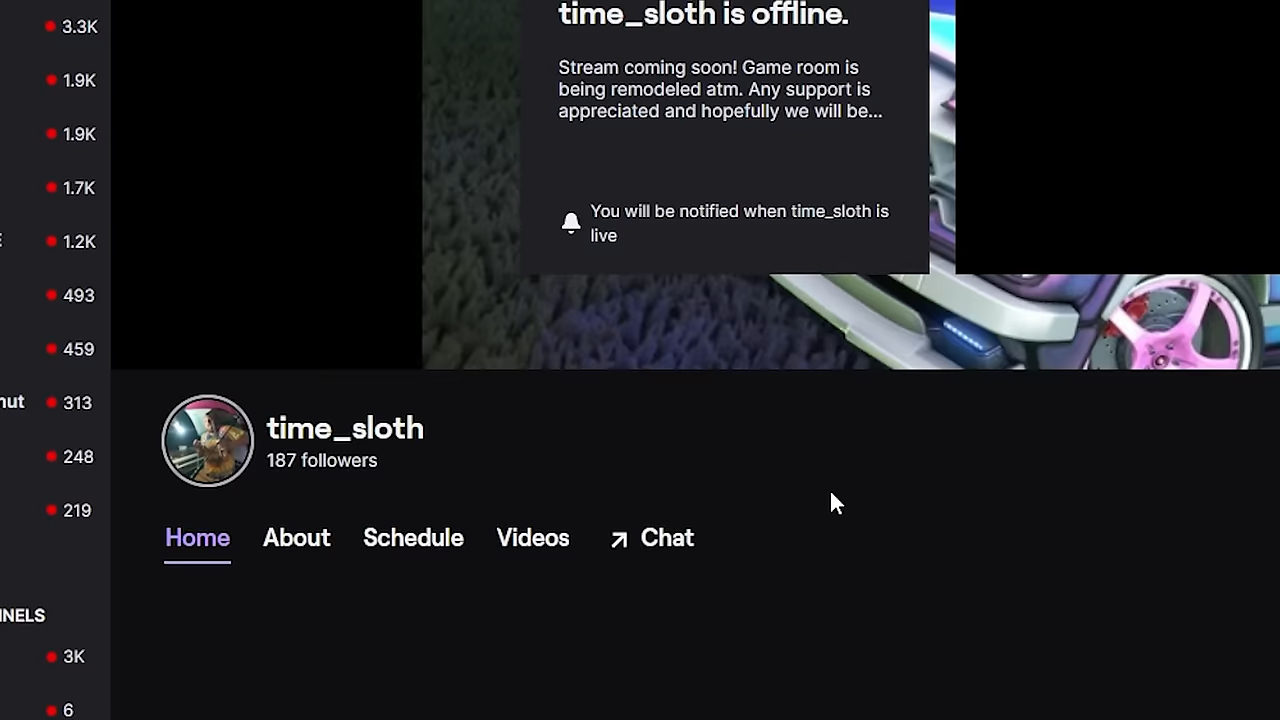 3.3K
1.9K
1.9K
1.7K
1.2K
493
459
313
248
219
NNELS
3K
6
time_sloth is offline.
Stream coming soon! Game room is
being remodeled atm. Any support is
appreciated and hopefully we will be...
You will be notified when time_sloth is
live
time_sloth
187 followers
Home About Schedule Videos Chat